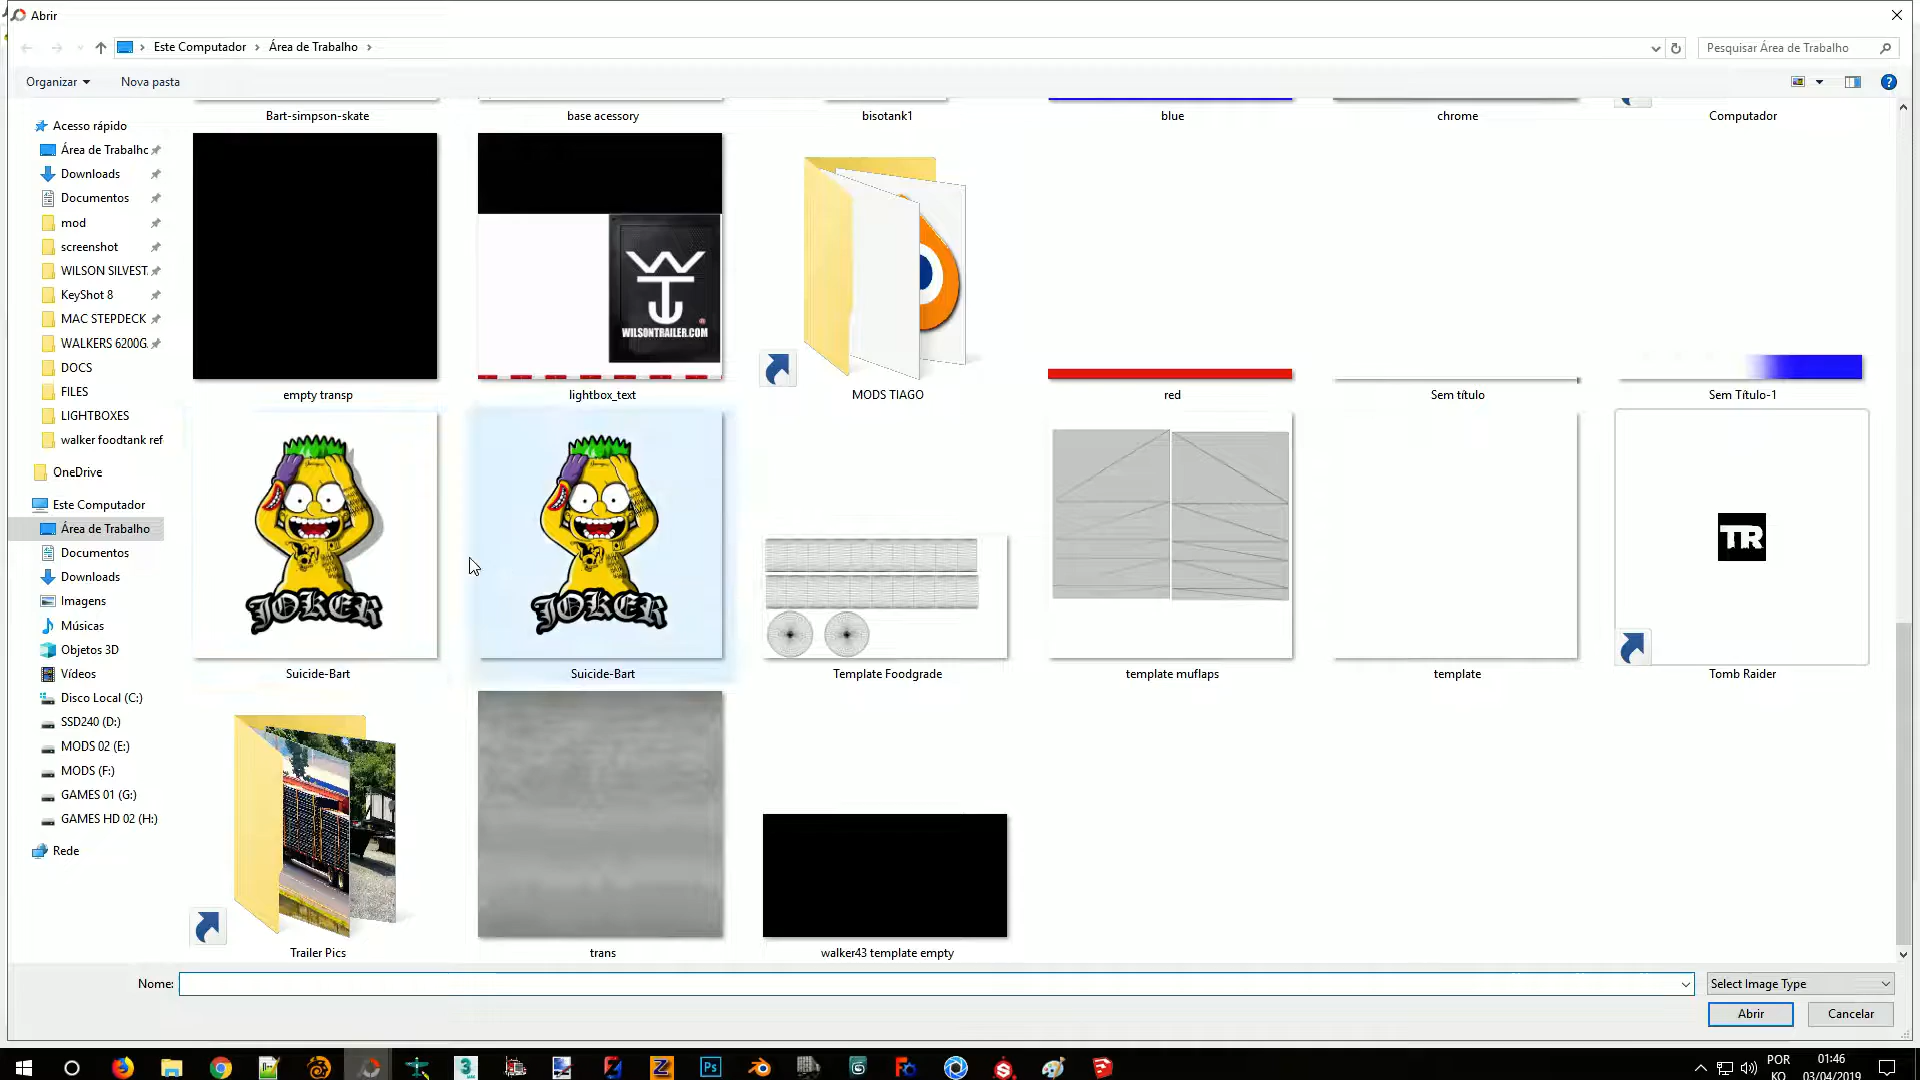 Abrir
Este Computador
Área de Trabalho
Pesquisar Área de Trabalho
Organizar
Nova pasta
Acesso rápido
Área de Trabalhc
Downloads
Documentos
mod
screenshot
WILSON SILVEST
KeyShot 8
MAC STEPDECK
WALKERS 6200G
DOCS
FILES
LIGHTBOXES
walker foodtank ref
OneDrive
Este Computador
Área de Trabalho
Documentos
Downloads
Imagens
Músicas
Objetos 3D
Vídeos
Disco Local (C:)
SSD240 (D:)
MODS 02 (E:)
MODS (F:)
GAMES 01 (G:)
GAMES HD 02 (H:)
Rede
Bart-simpson-skate
base acessory
bisotank1
blue
chrome
Computador
WILSONTRAILER.COM
empty transp
lightbox_text
MODS TIAGO
red
Sem título
Sem Título-1
JOKER
JOKER
TR
Suicide-Bart
Suicide-Bart
Template Foodgrade
template muflaps
template
Tomb Raider
Trailer Pics
trans
walker43 template empty
Nome:
Select Image Type
Abrir
Cancelar
Ps
POR
KO
01:46
03/04/2019